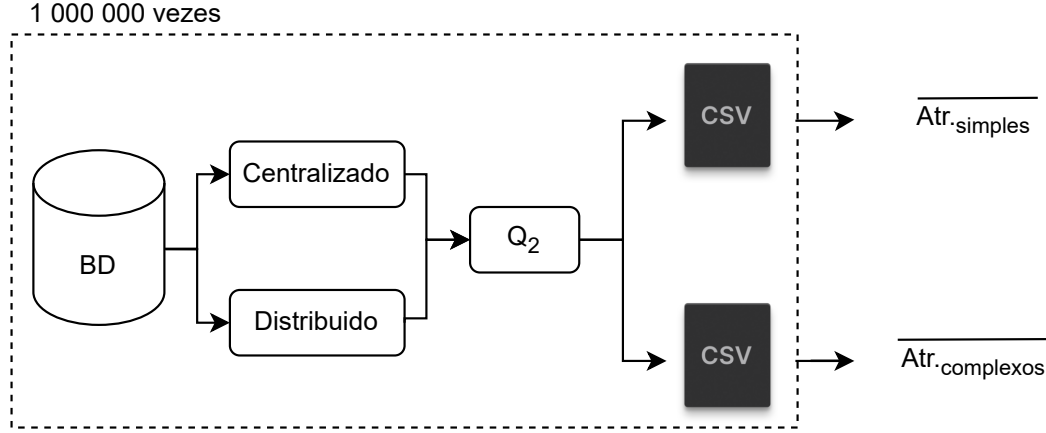 1 000 000 vezes
BD
Centralizado
Distribuido
Q2
CSV
CSV
Atr.simples
Atr.complexos